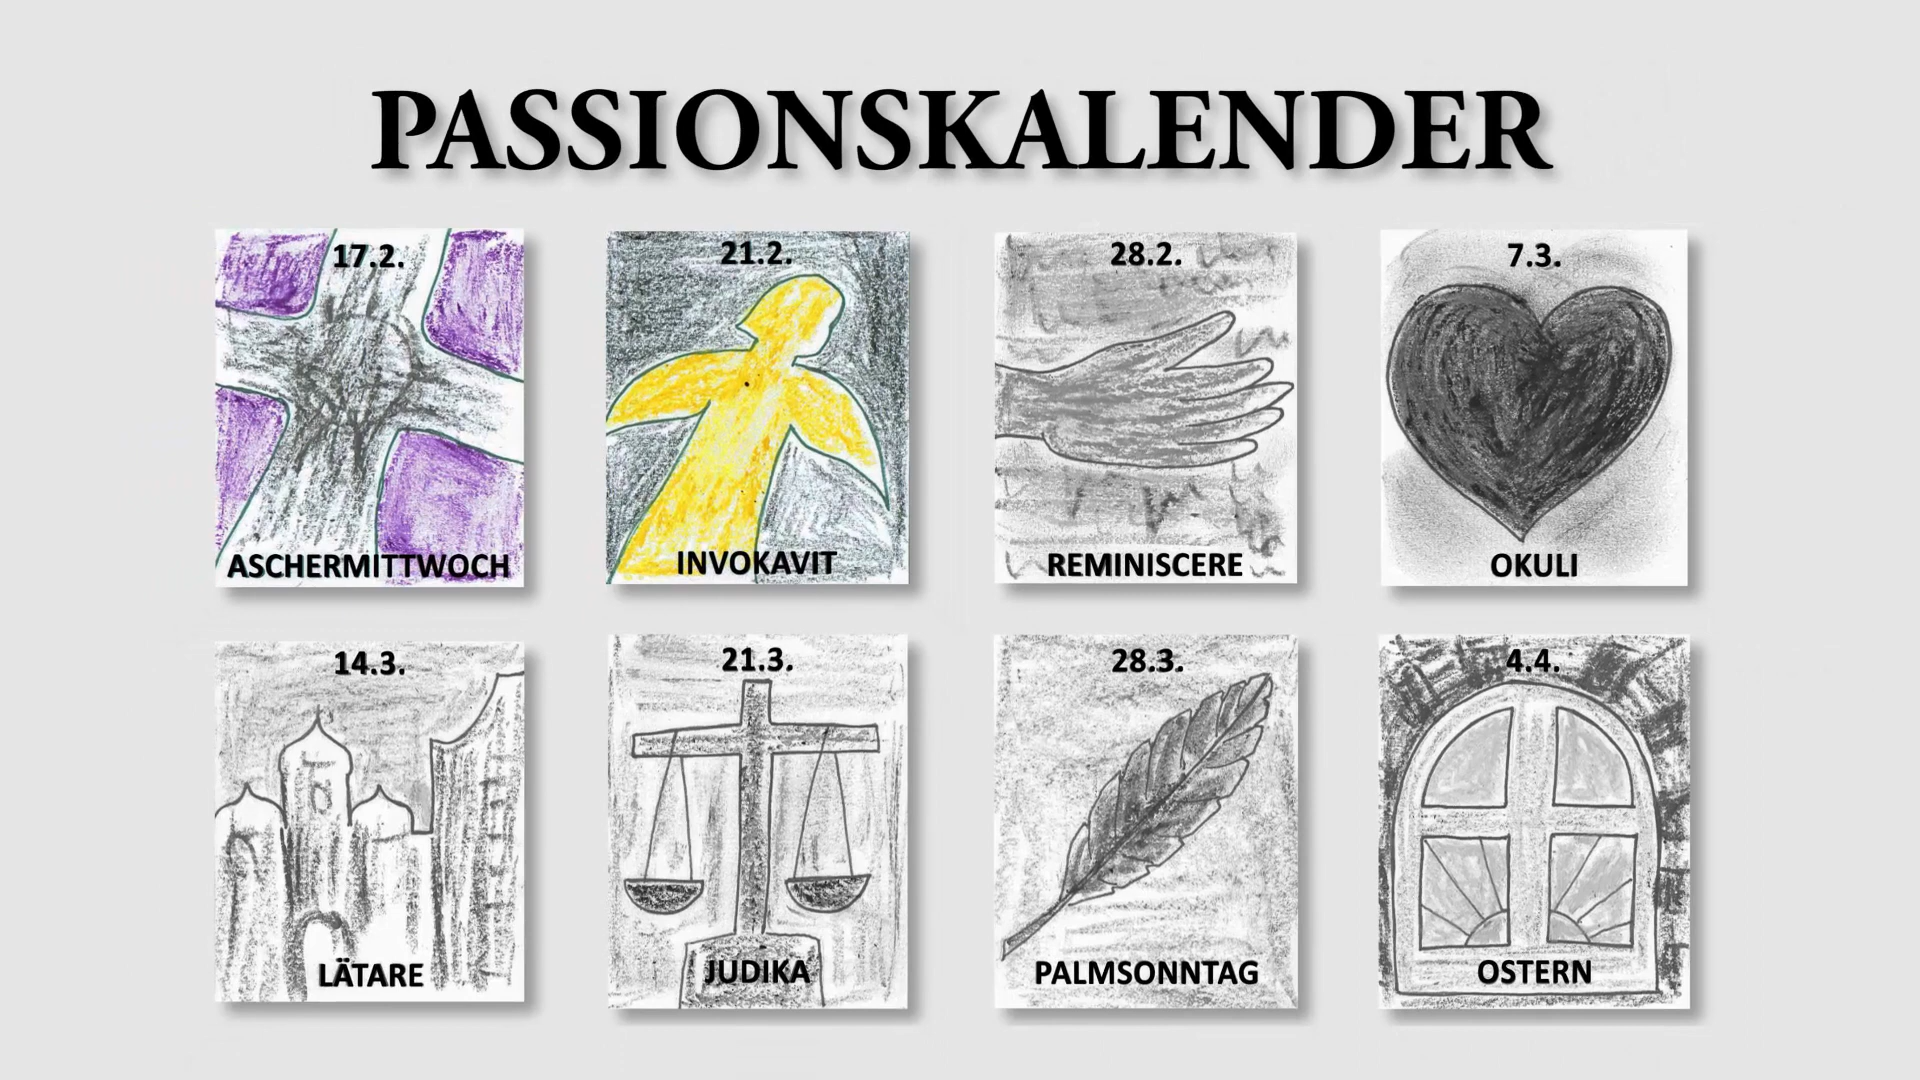 PASSIONSKALENDER
17.2.
ASCHERMITTWOCH
21.2.
INVOKAVIT
28.2.
REMINISCERE
7.3.
OKULI
14.3.
LÄTARE
21.3.
JUDIKA
28.3.
PALMSONNTAG
4.4.
OSTERN